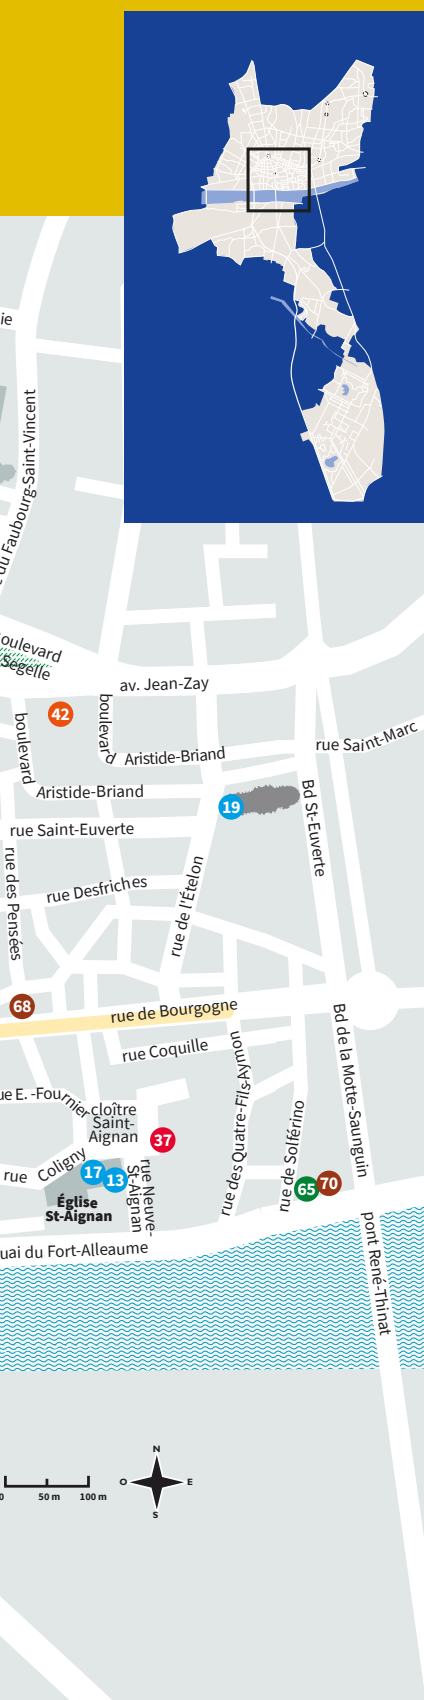 ie
du Faubourg-Saint-Vincent
oulevard
Ségelle
av. Jean-Zay
42
boulevard
boulevard
Aristide-Briand
rue Saint-Marc
Aristide-Briand
19
Bd St-Euverte
rue Saint-Euverte
rue des Pensées
rue Desfriches
rue de l'Ételon
68
rue de Bourgogne
rue Coquille
rue des Quatre-Fils-Aymon
Bd de la Motte-Sanguin
ue E. -Fournier
cloître
Saint-
Aignan
37
rue de Solférino
rue Coligny
17
13
rue Neuve-
St-Aignan
65
70
Église
St-Aignan
uai du Fort-Alleaume
pont René-Thinat
N
O
E
S
0
50 m
100 m